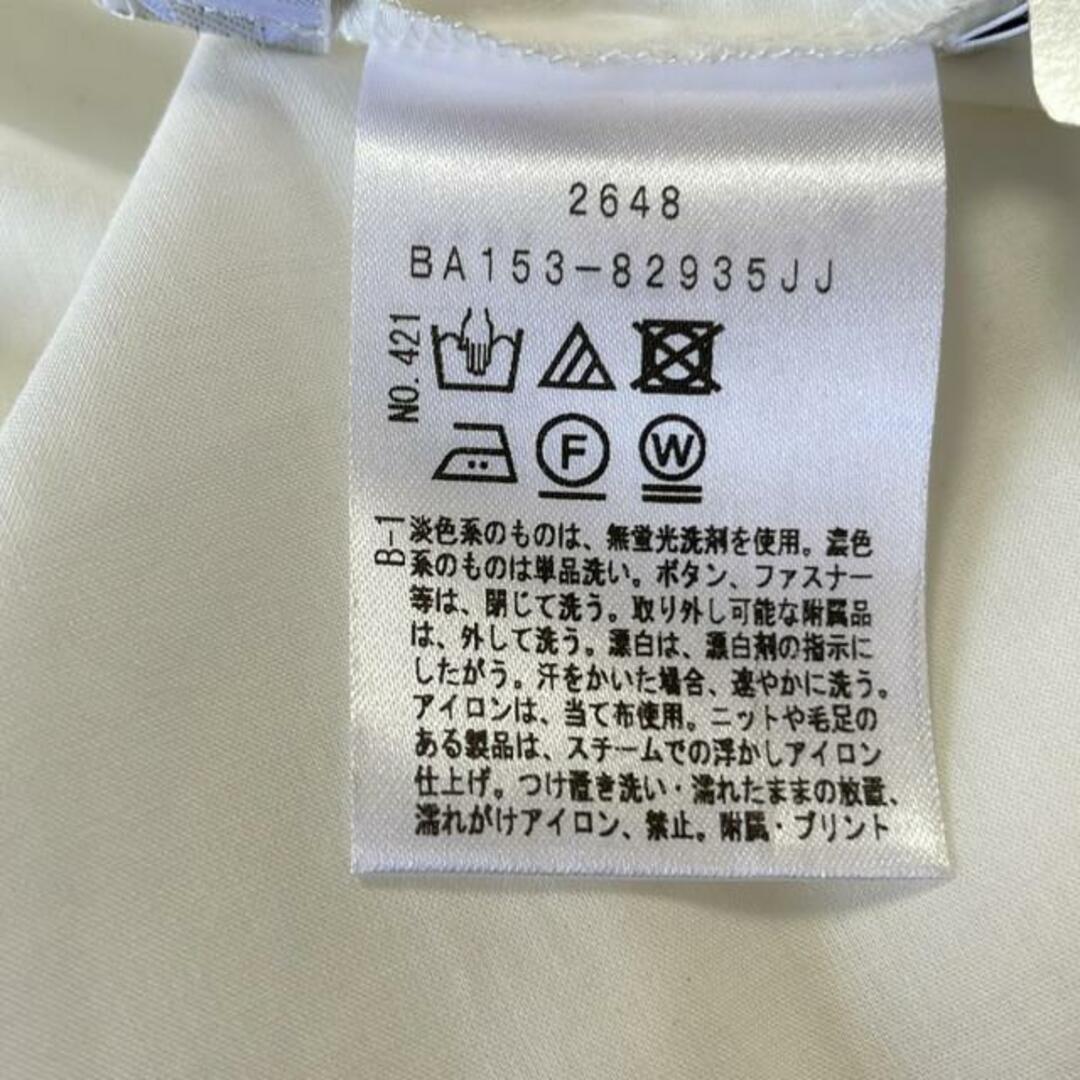 2648
BA153-82935JJ
NO.421
F
W
B-1
淡色系のものは、無蛍光洗剤を使用。濃色
系のものは単品洗い。ボタン、ファスナー
等は、閉じて洗う。取り外し可能な附属品
は、外して洗う。漂白は、漂白剤の指示に
したがう。汗をかいた場合、速やかに洗う。
アイロンは、当て布使用。ニットや毛足の
ある製品は、スチームでの浮かしアイロン
仕上げ。つけ置き洗い・濡れたままの放置、
濡れがけアイロン、禁止。附属・プリント